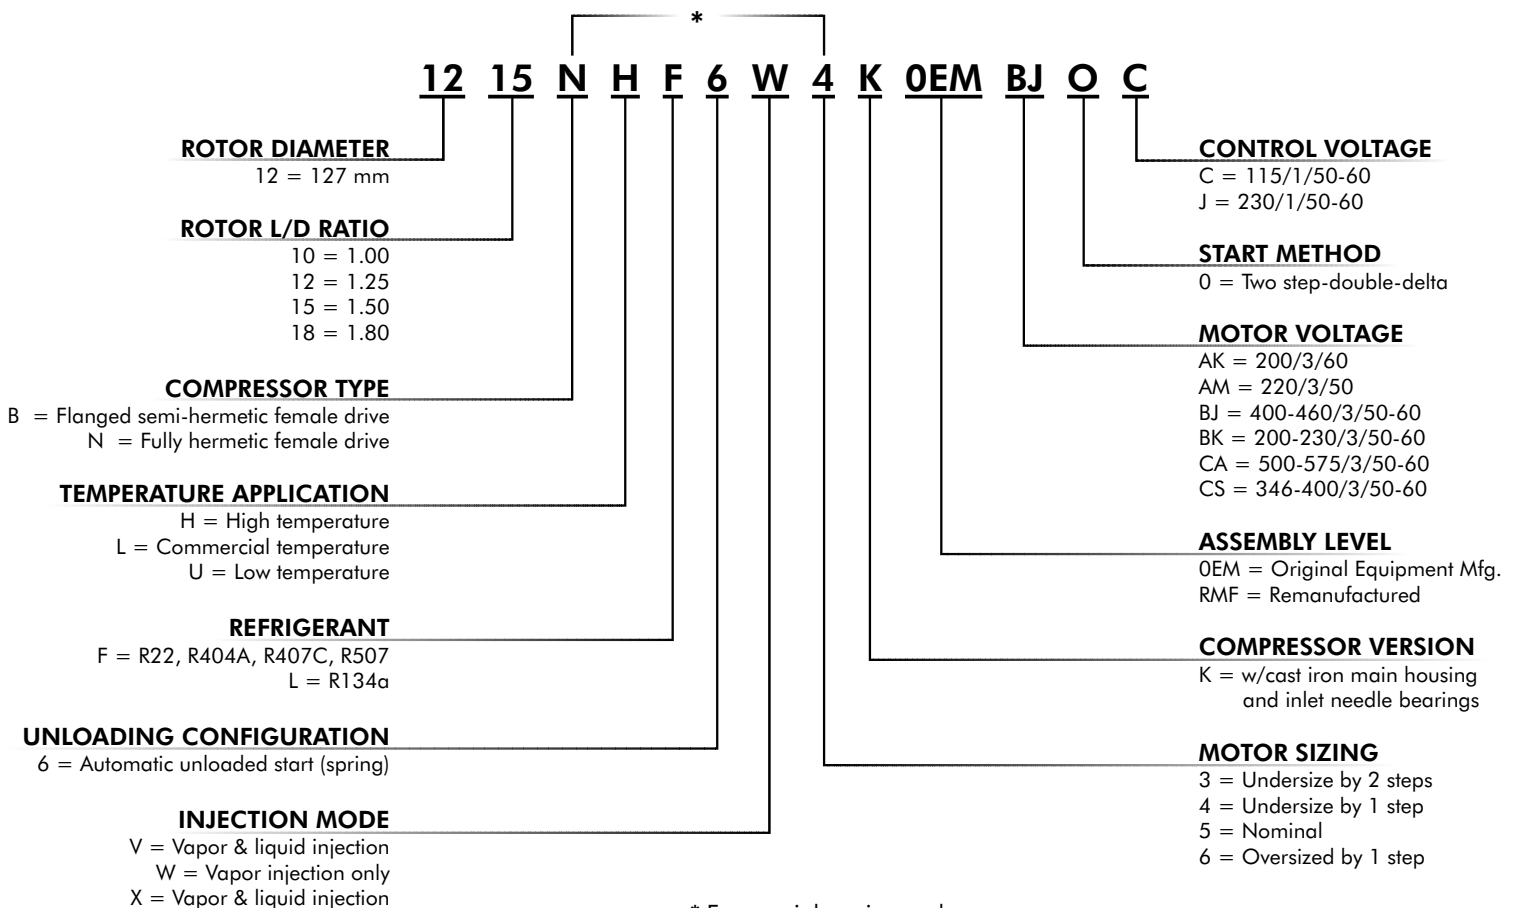 *
12 15 N H F 6 W 4 K 0EM BJ O C
ROTOR DIAMETER
12 = 127 mm
ROTOR L/D RATIO
10 = 1.00
12 = 1.25
15 = 1.50
18 = 1.80
COMPRESSOR TYPE
B = Flanged semi-hermetic female drive
N = Fully hermetic female drive
TEMPERATURE APPLICATION
H = High temperature
L = Commercial temperature
U = Low temperature
REFRIGERANT
F = R22, R404A, R407C, R507
L = R134a
UNLOADING CONFIGURATION
6 = Automatic unloaded start (spring)
INJECTION MODE
V = Vapor & liquid injection
W = Vapor injection only
X = Vapor & liquid injection
CONTROL VOLTAGE
C = 115/1/50-60
J = 230/1/50-60
START METHOD
0 = Two step-double-delta
MOTOR VOLTAGE
AK = 200/3/60
AM = 220/3/50
BJ = 400-460/3/50-60
BK = 200-230/3/50-60
CA = 500-575/3/50-60
CS = 346-400/3/50-60
ASSEMBLY LEVEL
0EM = Original Equipment Mfg.
RMF = Remanufactured
COMPRESSOR VERSION
K = w/cast iron main housing
and inlet needle bearings
MOTOR SIZING
3 = Undersize by 2 steps
4 = Undersize by 1 step
5 = Nominal
6 = Oversized by 1 step